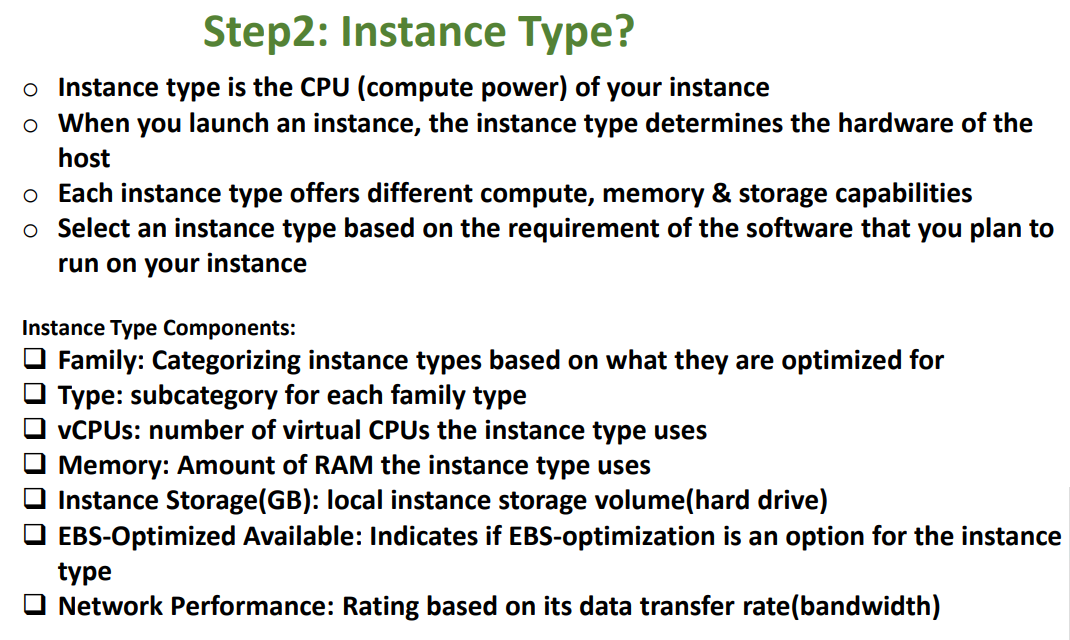 Step2: Instance Type?
○ Instance type is the CPU (compute power) of your instance
○ When you launch an instance, the instance type determines the hardware of the
host
○ Each instance type offers different compute, memory & storage capabilities
○ Select an instance type based on the requirement of the software that you plan to
run on your instance
Instance Type Components:
❑ Family: Categorizing instance types based on what they are optimized for
❑ Type: subcategory for each family type
❑ vCPUs: number of virtual CPUs the instance type uses
❑ Memory: Amount of RAM the instance type uses
❑ Instance Storage(GB): local instance storage volume(hard drive)
❑ EBS-Optimized Available: Indicates if EBS-optimization is an option for the instance
type
❑ Network Performance: Rating based on its data transfer rate(bandwidth)